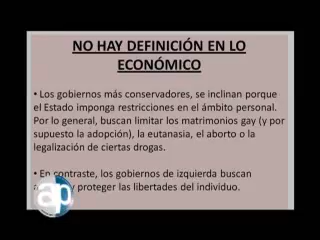 NO HAY DEFINICIÓN EN LO
ECONÓMICO
• Los gobiernos más conservadores, se inclinan porque
el Estado imponga restricciones en el ámbito personal.
Por lo general, buscan limitar los matrimonios gay (y por
supuesto la adopción), la eutanasia, el aborto o la
legalización de ciertas drogas.
• En contraste, los gobiernos de izquierda buscan
y proteger las libertades del individuo.
ap